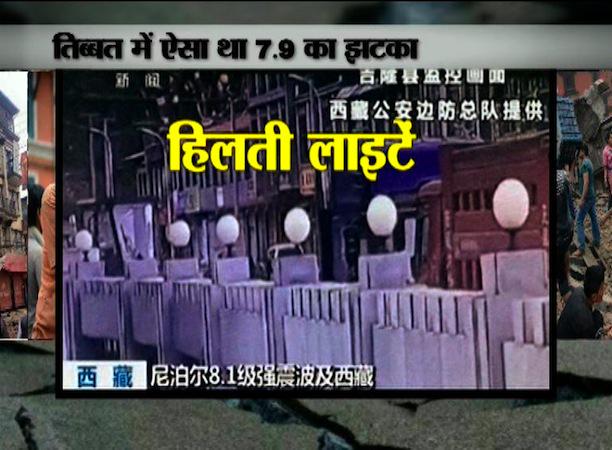 तिब्बत में ऐसा था 7.9 का झटका
新闻
吉隆县监控画面
西藏公安边防总队提供
हिलती लाइटें
西藏 尼泊尔8.1级强震波及西藏